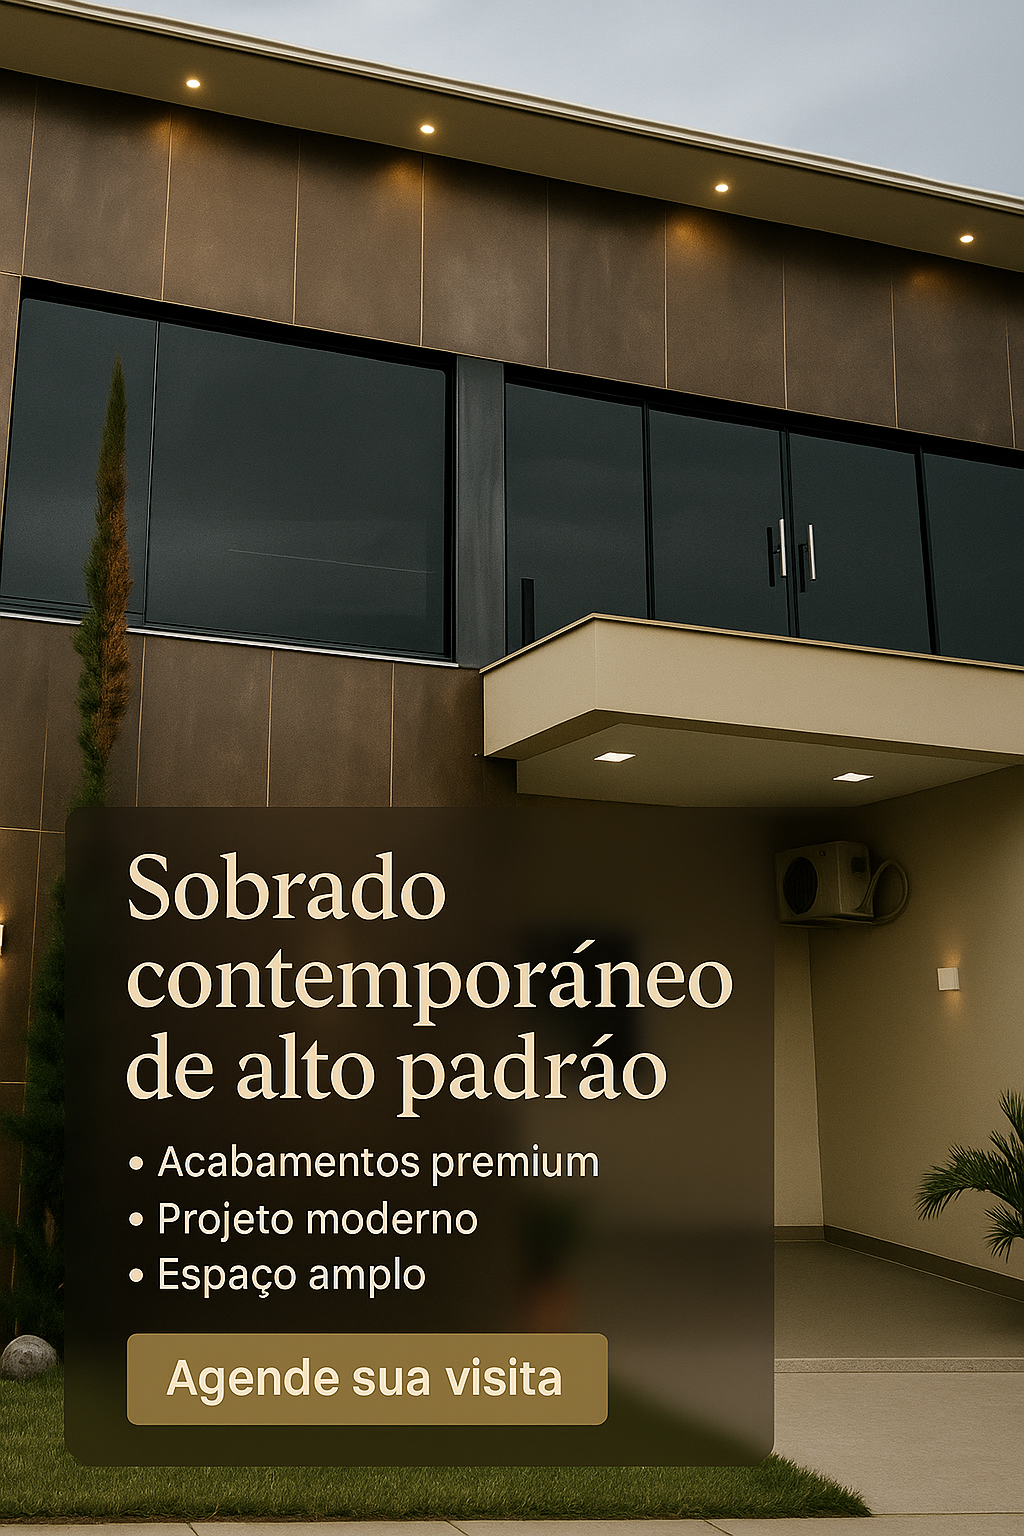 Sobrado
contemporáneo
de alto padráo
• Acabamentos premium
• Projeto moderno
• Espaço amplo
Agende sua visita